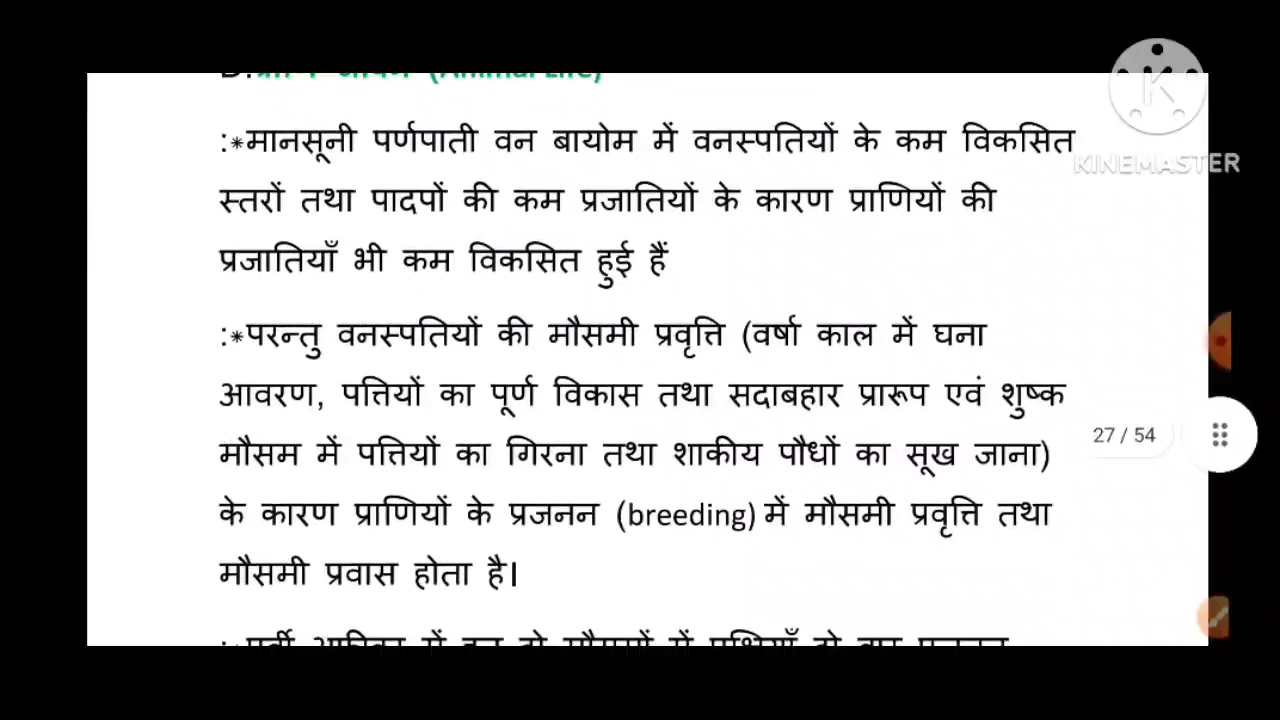 (Animal Life)
KINEMASTER
:*मानसूनी पर्णपाती वन बायोम में वनस्पतियों के कम विकसित
स्तरों तथा पादपों की कम प्रजातियों के कारण प्राणियों की
प्रजातियाँ भी कम विकसित हुई हैं
:*परन्तु वनस्पतियों की मौसमी प्रवृत्ति (वर्षा काल में घना
आवरण, पत्तियों का पूर्ण विकास तथा सदाबहार प्रारूप एवं शुष्क
27 / 54
मौसम में पत्तियों का गिरना तथा शाकीय पौधों का सूख जाना)
के कारण प्राणियों के प्रजनन (breeding) में मौसमी प्रवृत्ति तथा
मौसमी प्रवास होता है।